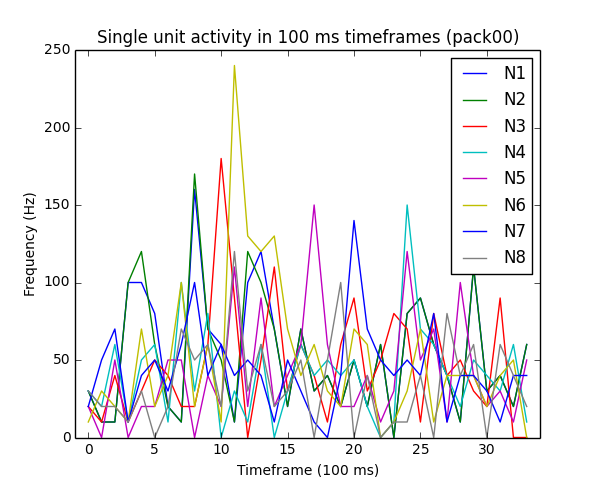 Single unit activity in 100 ms timeframes (pack00)
250
200
150
100
50
0
Frequency (Hz)
N1
N2
N3
N4
N5
N6
N7
N8
0 5 10 15 20 25 30
Timeframe (100 ms)